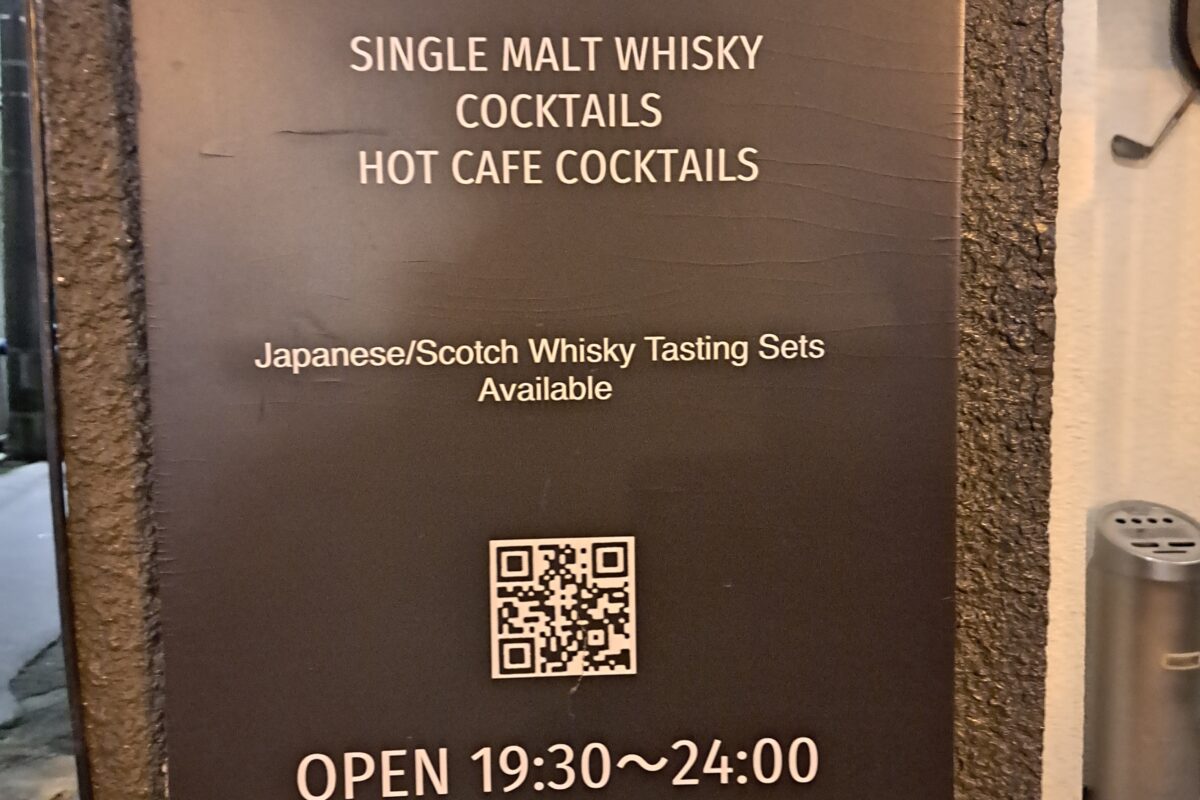 SINGLE MALT WHISKY
COCKTAILS
HOT CAFE COCKTAILS
Japanese/Scotch Whisky Tasting Sets
Available
OPEN 19:30～24:00